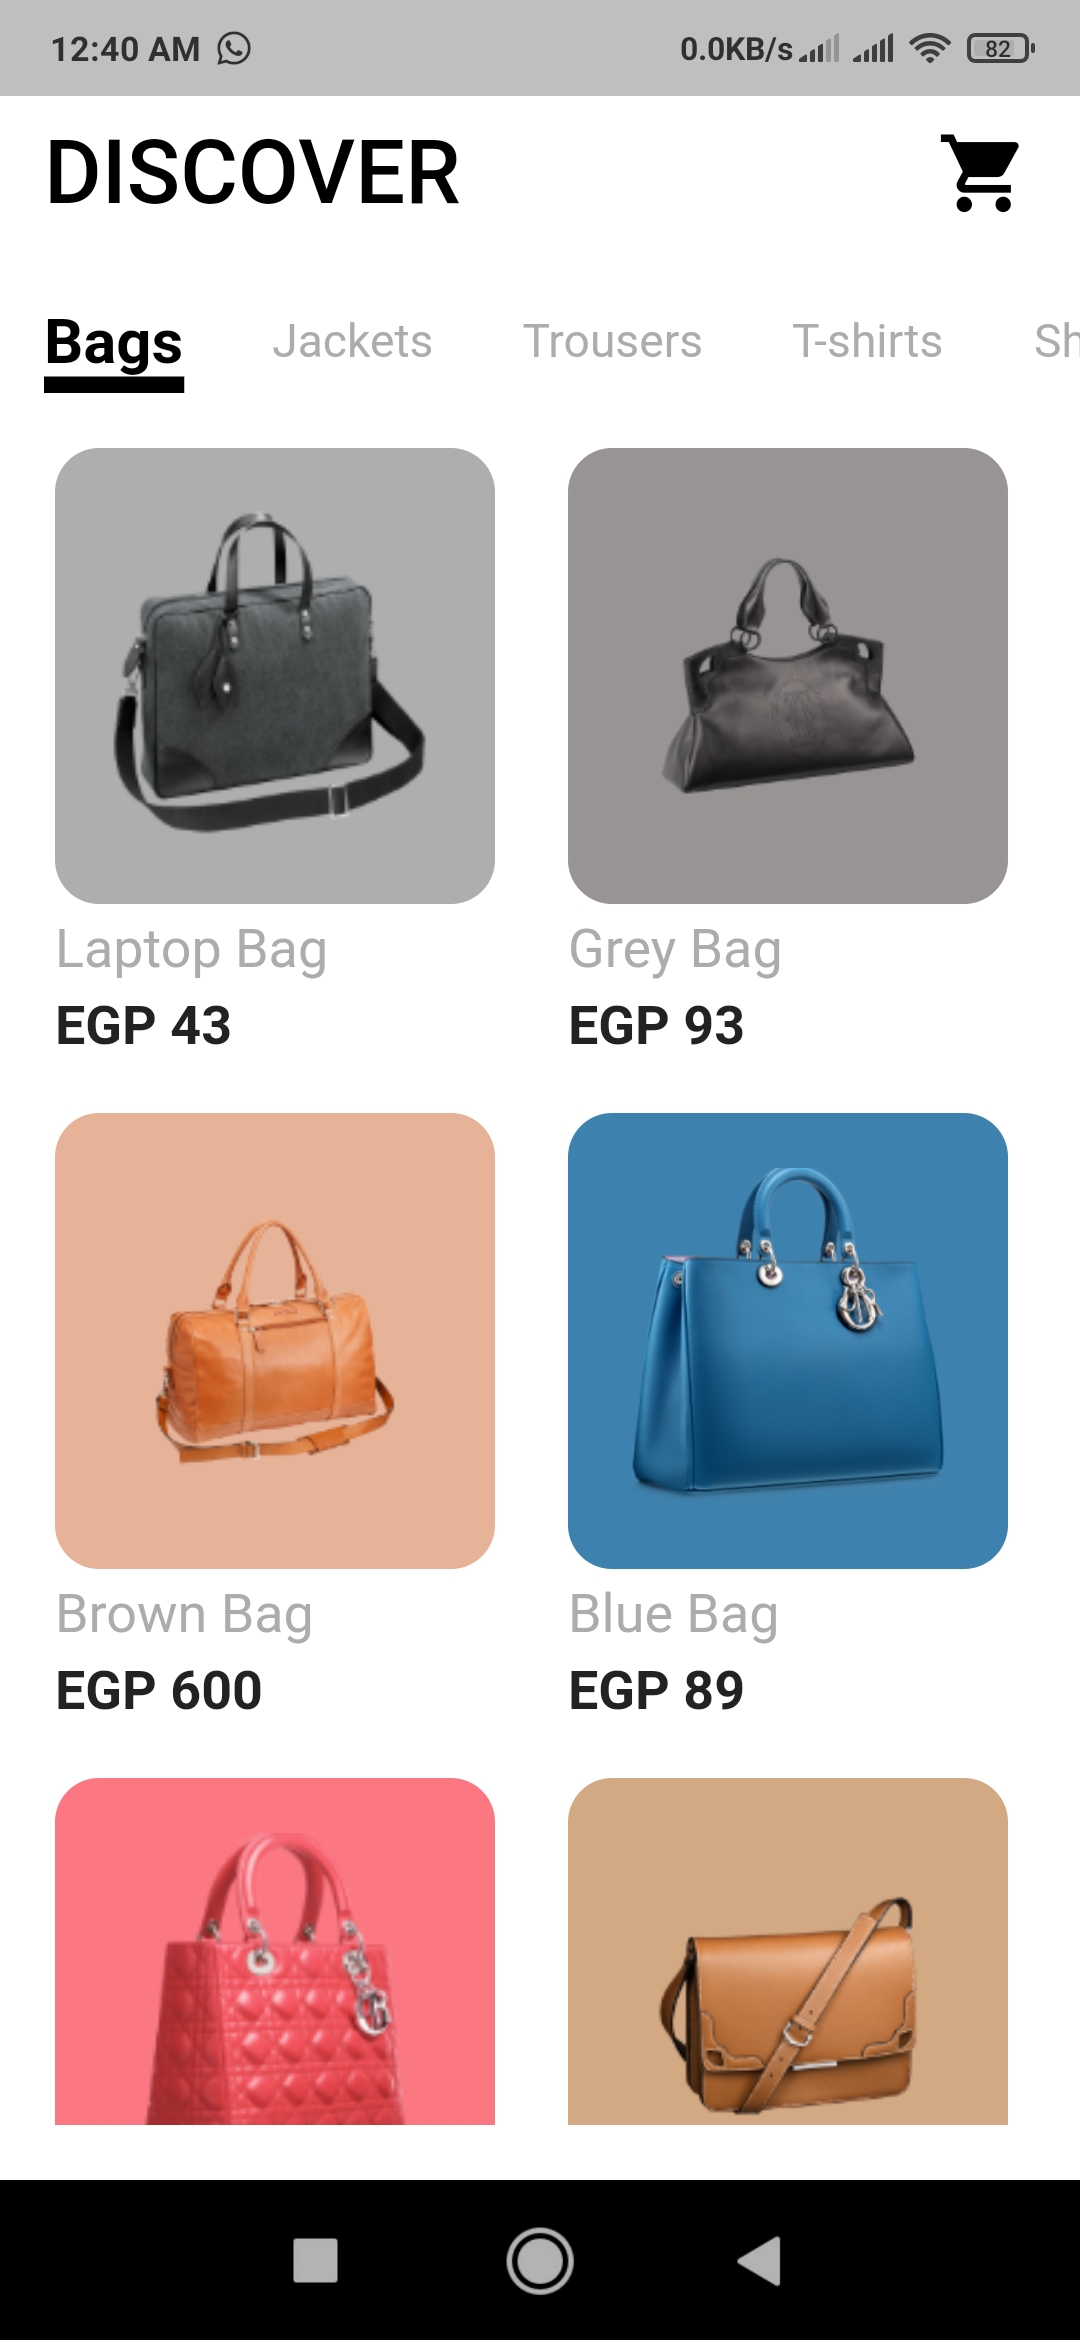 12:40 AM 0.0KB/s 82
DISCOVER
Bags Jackets Trousers T-shirts Sh
Laptop Bag Grey Bag
EGP 43 EGP 93
Brown Bag Blue Bag
EGP 600 EGP 89